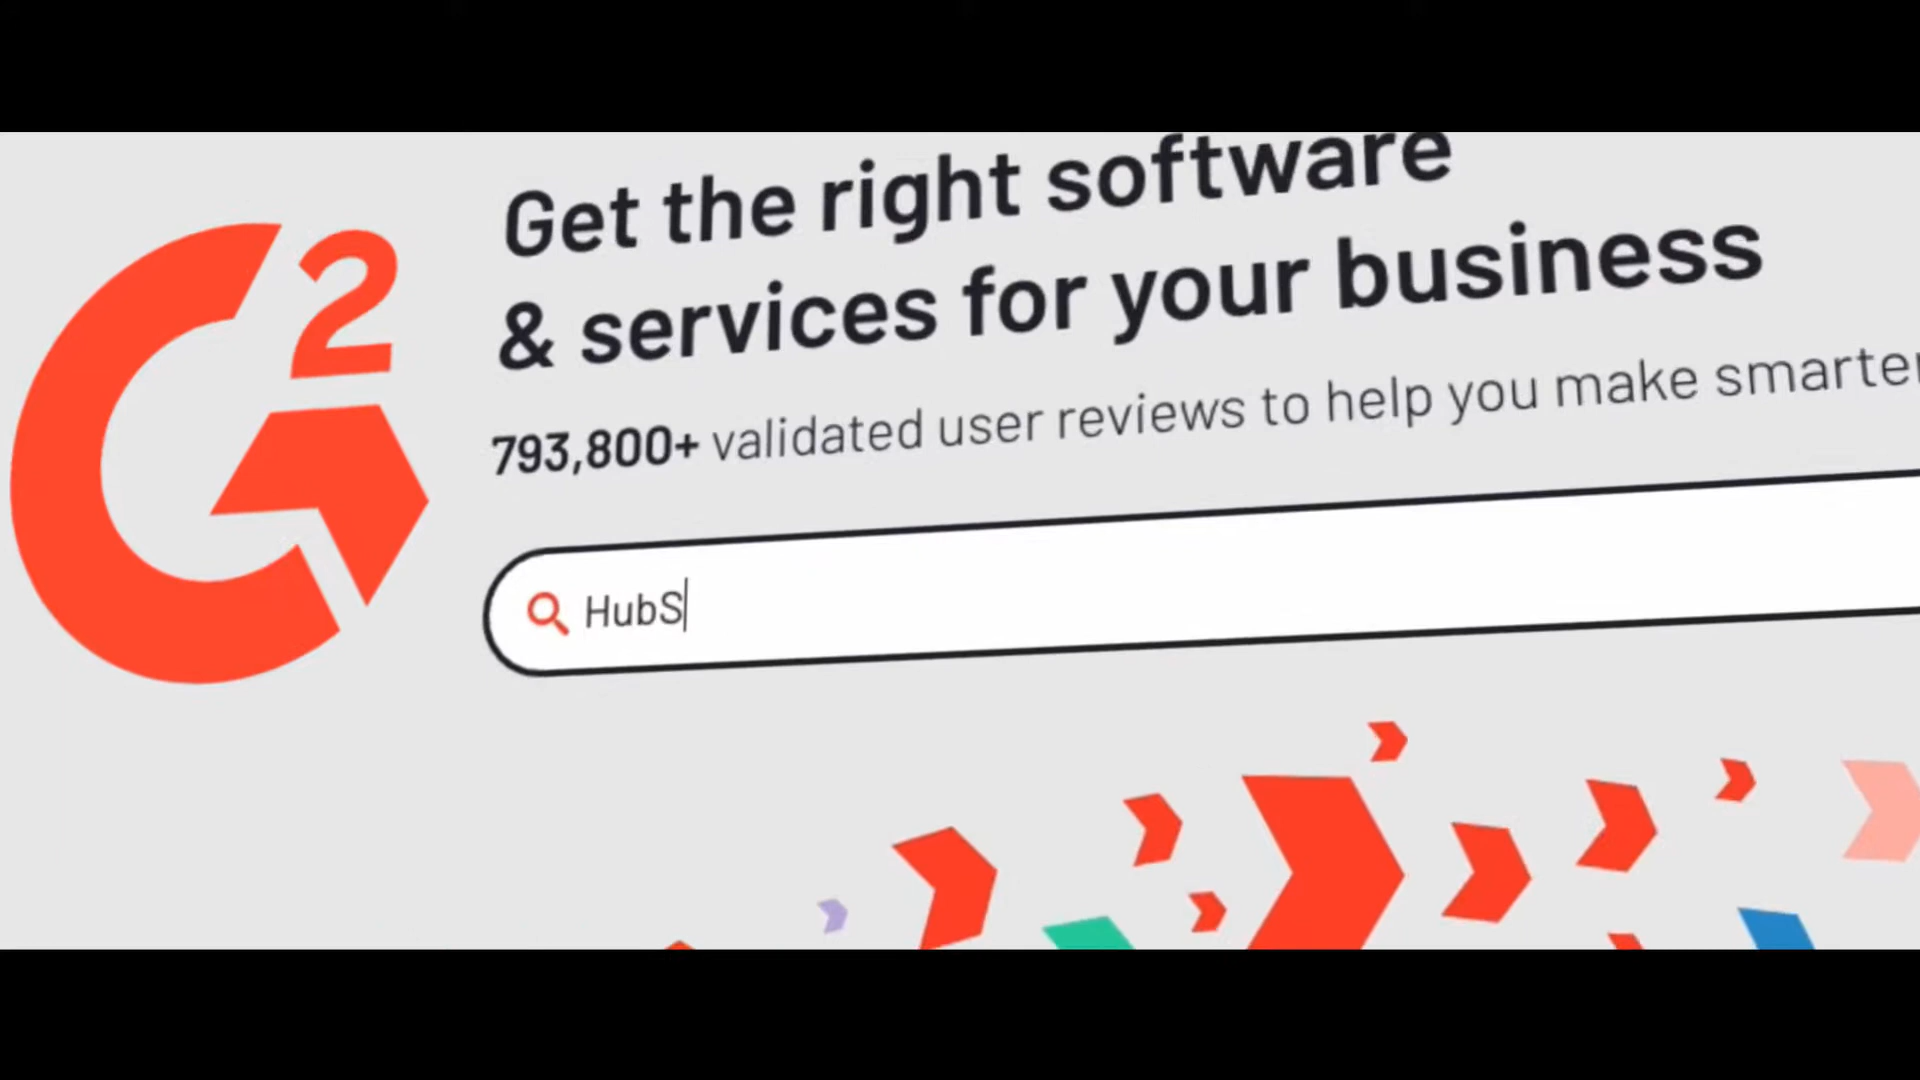 G2
Get the right software
& services for your business
793,800+ validated user reviews to help you make smarter
HubS